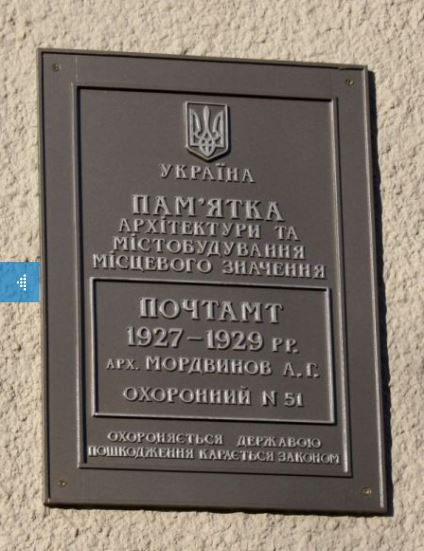 УКРАЇНА
ПАМ'ЯТКА
АРХІТЕКТУРИ ТА
МІСТОБУДУВАННЯ
МІСЦЕВОГО ЗНАЧЕННЯ
ПОЧТАМТ
1927-1929 РР.
АРХ. МОРДВИНОВ А.Г.
ОХОРОННИЙ N 51
ОХОРОНЯЄТЬСЯ ДЕРЖАВОЮ
ПОШКОДЖЕННЯ КАРАЄТЬСЯ ЗАКОНОМ